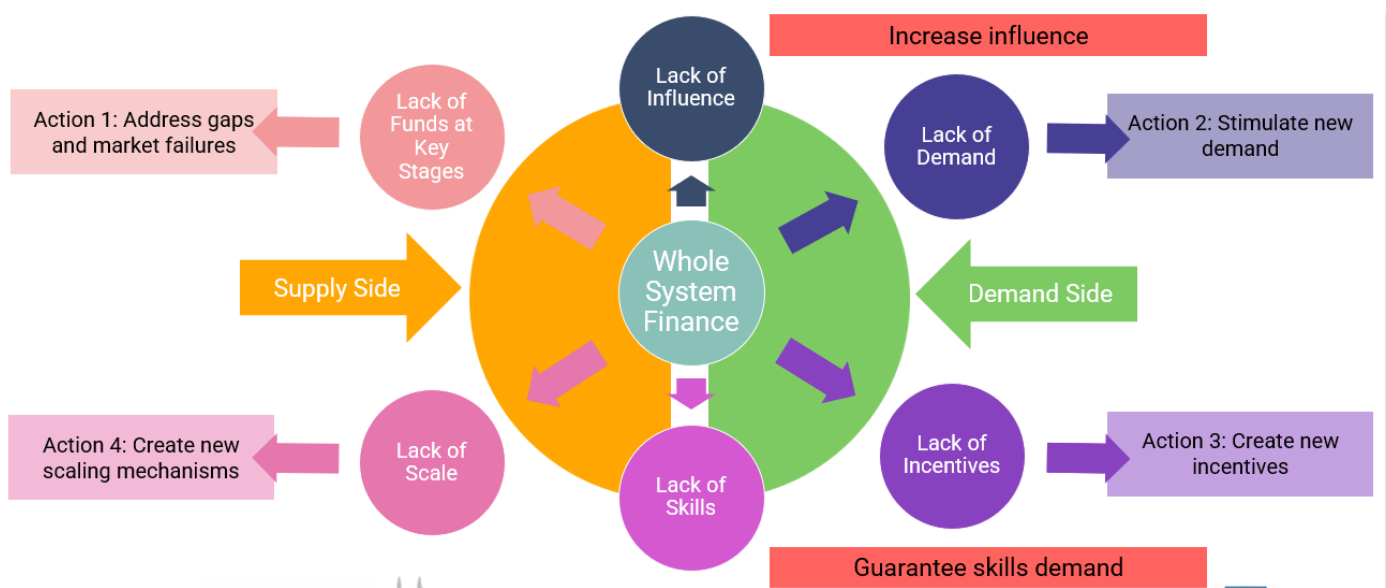 Increase influence
Lack of
Influence
Lack of
Funds at
Key
Stages
Action 1: Address gaps
and market failures
Lack of
Demand
Action 2: Stimulate new
demand
Whole
System
Finance
Supply Side
Demand Side
Action 4: Create new
scaling mechanisms
Lack of
Scale
Lack of
Skills
Lack of
Incentives
Action 3: Create new
incentives
Guarantee skills demand